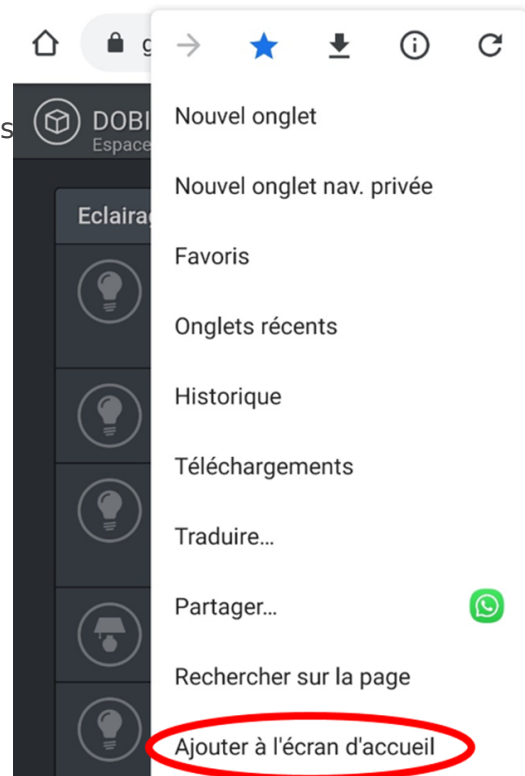 Nouvel onglet
DOBI
Espace
Nouvel onglet nav. privée
Eclaira
Favoris
Onglets récents
Historique
Téléchargements
Traduire...
Partager...
Rechercher sur la page
Ajouter à l'écran d'accueil